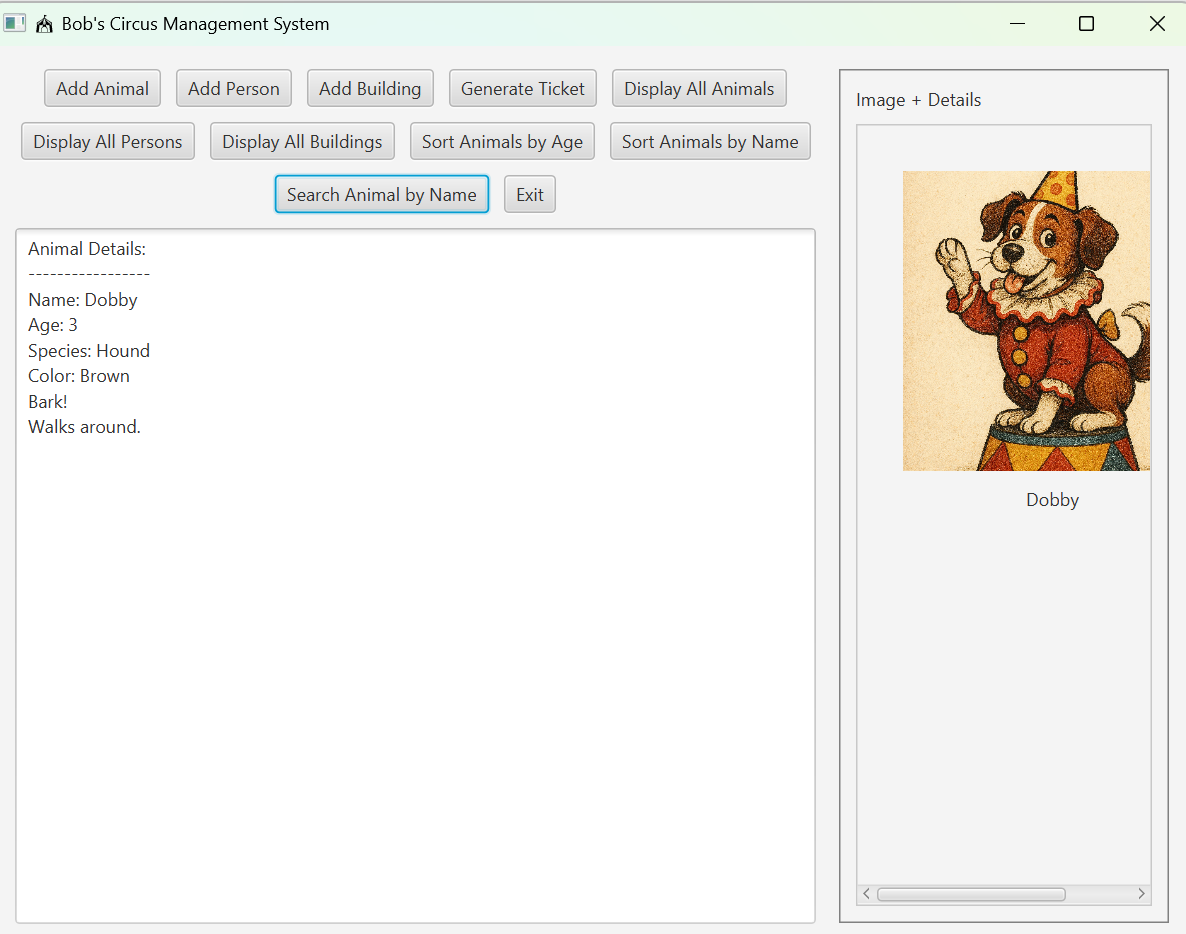 Bob's Circus Management System
Add Animal
Add Person
Add Building
Generate Ticket
Display All Animals
Display All Persons
Display All Buildings
Sort Animals by Age
Sort Animals by Name
Search Animal by Name
Exit
Animal Details:
-----------------
Name: Dobby
Age: 3
Species: Hound
Color: Brown
Bark!
Walks around.
Image + Details
Dobby